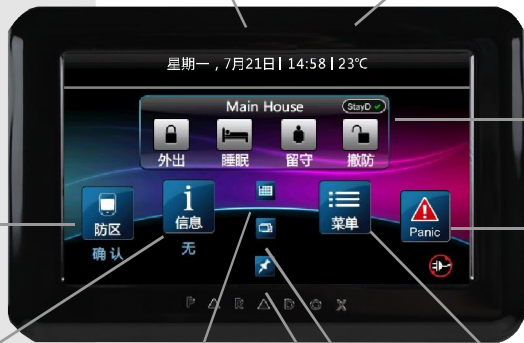 星期一，7月21日| 14:58 | 23℃
Main House StayD
外出 睡眠 留守 撤防
防区 信息 菜单 Panic
确认 无
PARADOX